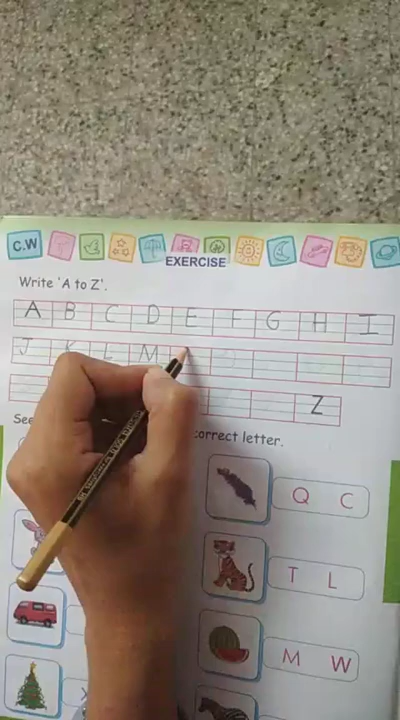 C.W
EXERCISE
Write 'A to Z'.
A B C D E F G H I
J K L M
Z
See
correct letter.
Q C
T L
M W